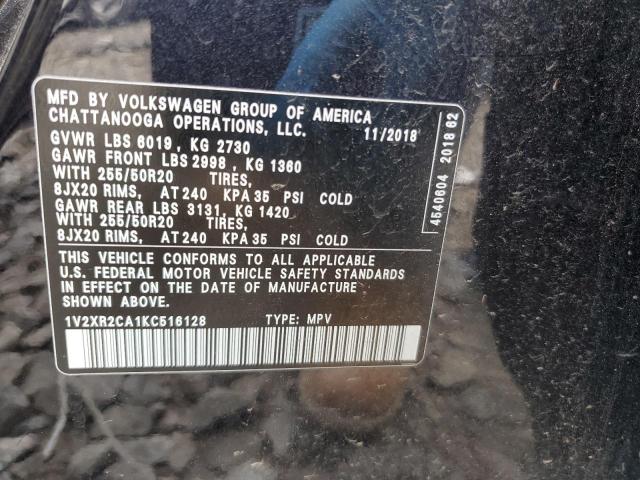 MFD BY VOLKSWAGEN GROUP OF AMERICA
CHATTANOOGA OPERATIONS, LLC. 11/2018
GVWR LBS 6019, KG 2730
GAWR FRONT LBS 2998, KG 1360
WITH 255/50R20 TIRES,
8JX20 RIMS, AT 240 KPA 35 PSI COLD
GAWR REAR LBS 3131, KG 1420
WITH 255/50R20 TIRES,
8JX20 RIMS, AT 240 KPA 35 PSI COLD
THIS VEHICLE CONFORMS TO ALL APPLICABLE
U.S. FEDERAL MOTOR VEHICLE SAFETY STANDARDS
IN EFFECT ON THE DATE OF MANUFACTURE
SHOWN ABOVE.
1V2XR2CA1KC516128 TYPE: MPV
4540604 2018 62